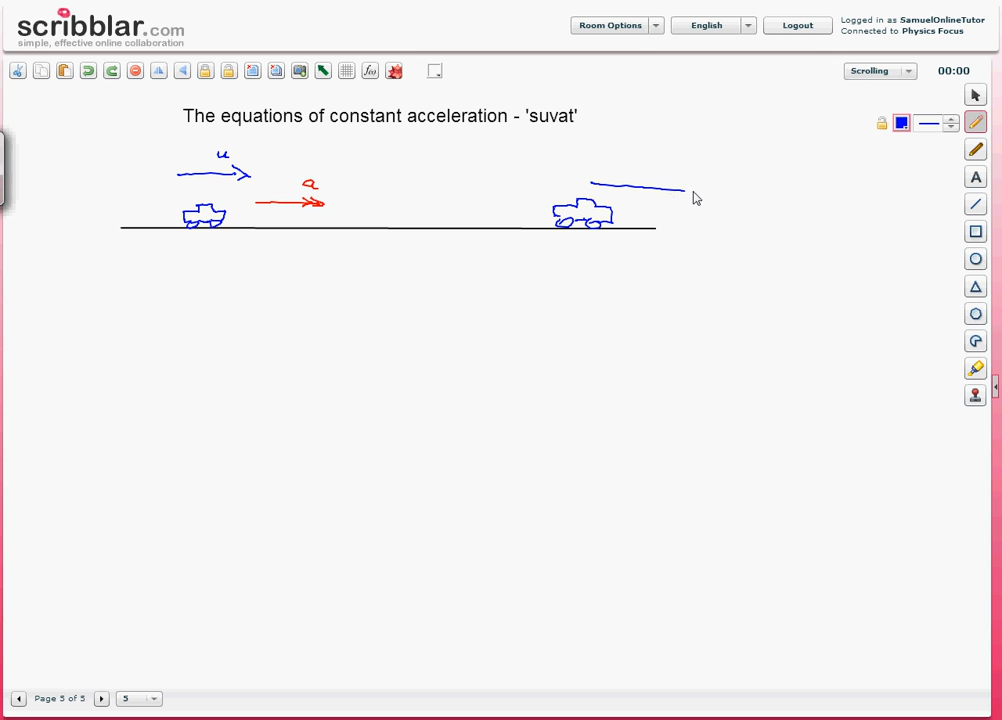 scribblar.com
simple, effective online collaboration
Room Options
English
Logout
Logged in as SamuelOnlineTutor
Connected to Physics Focus
f(x)
Scrolling
00:00
The equations of constant acceleration - 'suvat'
u
a
A
Page 5 of 5
5